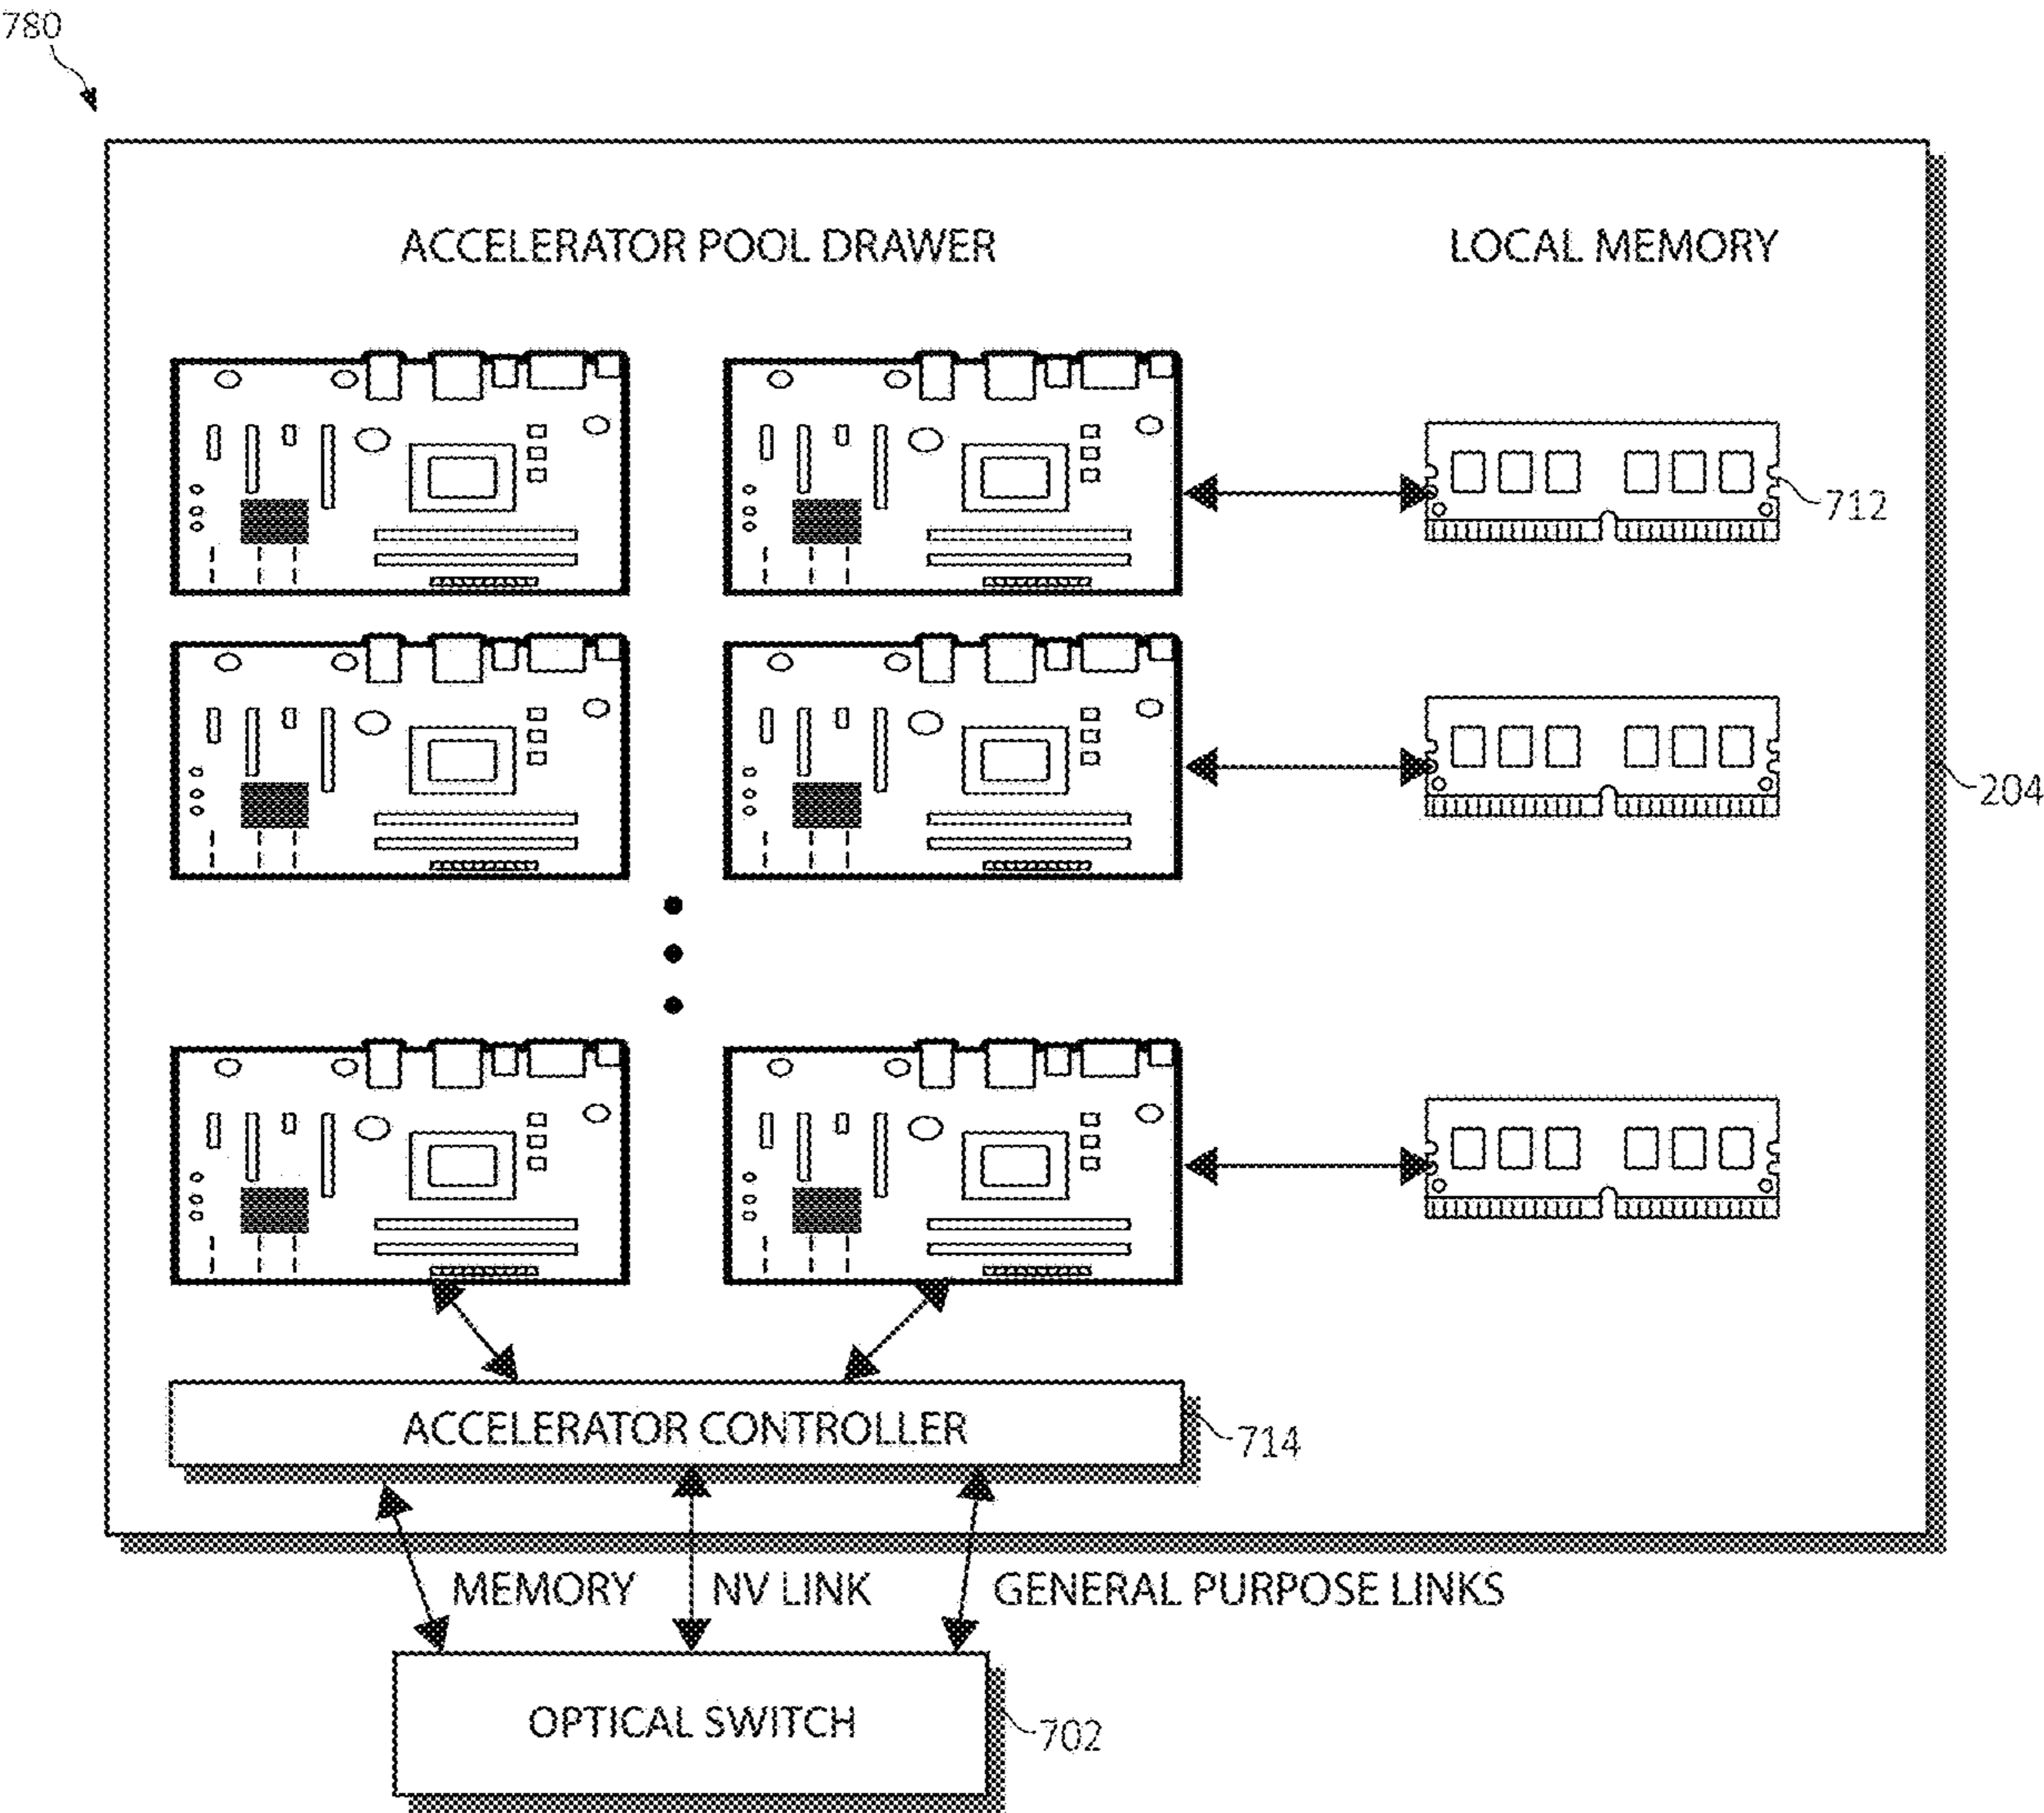 780
ACCELERATOR POOL DRAWER
LOCAL MEMORY
712
204
ACCELERATOR CONTROLLER
714
MEMORY
NV LINK
GENERAL PURPOSE LINKS
OPTICAL SWITCH
702